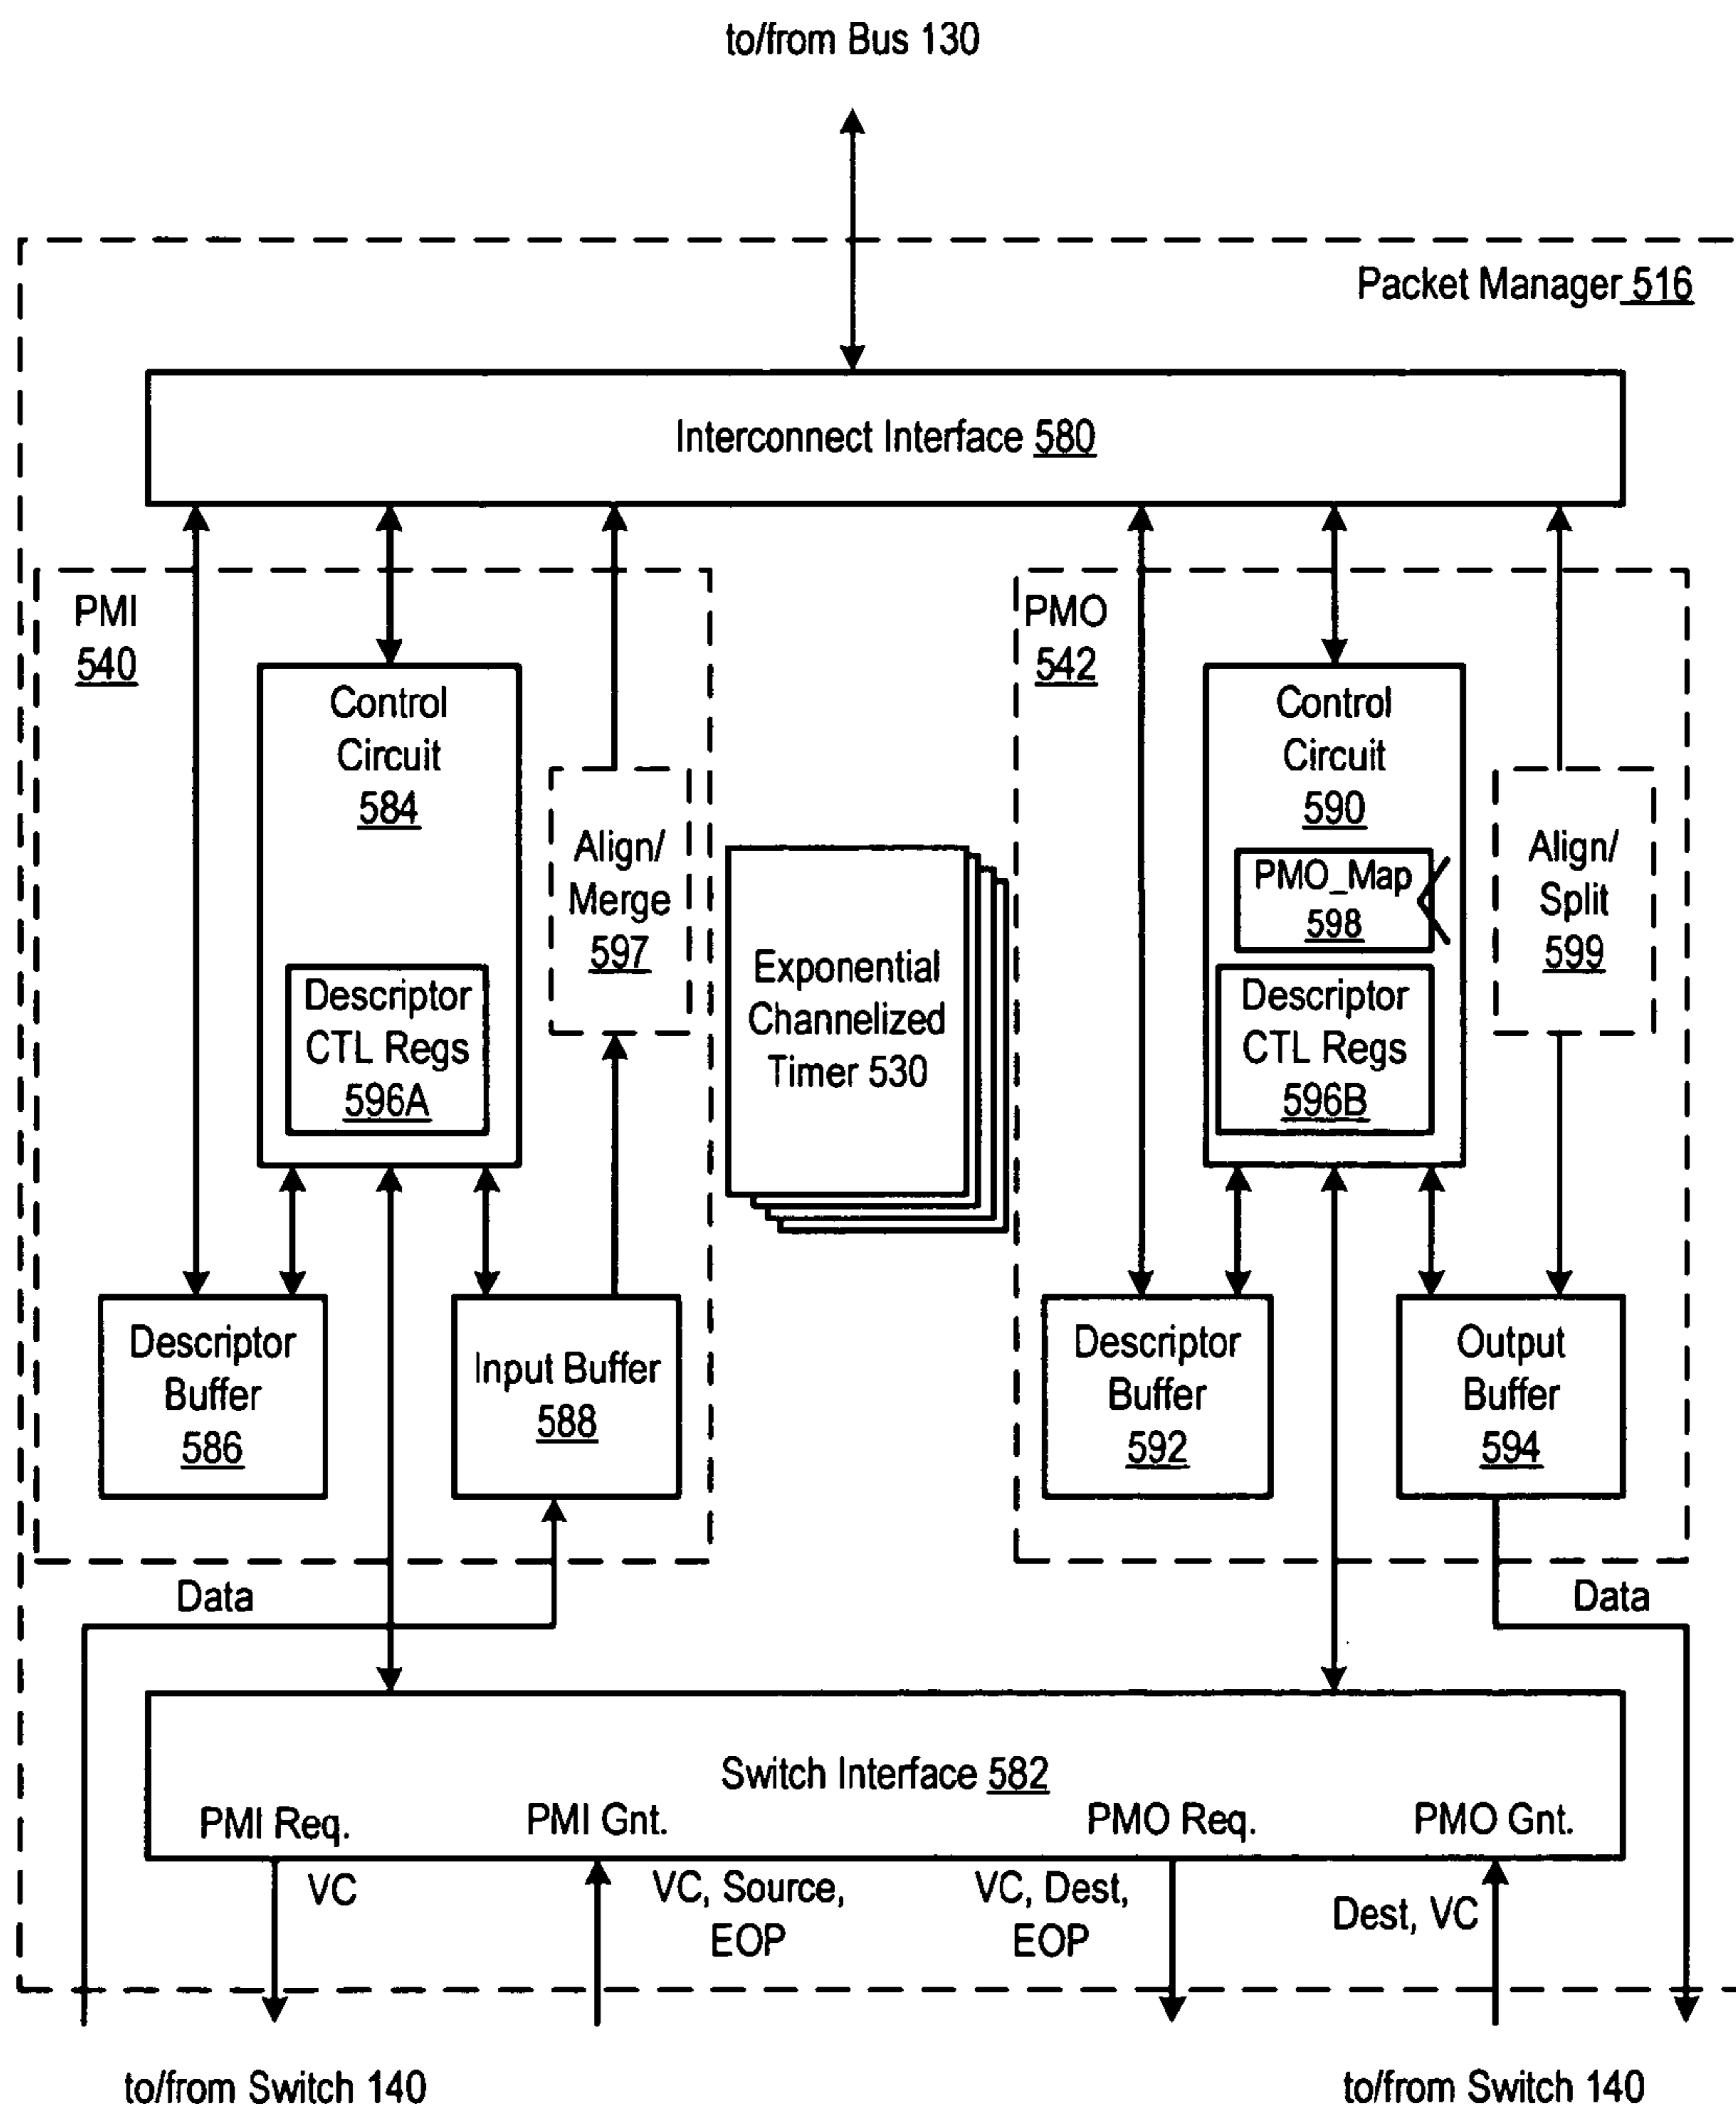 to/from Bus 130
Packet Manager 516
Interconnect Interface 580
PMI
540
Control
Circuit
584
Descriptor
CTL Regs
596A
Align/
Merge
597
Descriptor
Buffer
586
Input Buffer
588
Exponential
Channelized
Timer 530
PMO
542
Control
Circuit
590
PMO_Map
598
Descriptor
CTL Regs
596B
Align/
Split
599
Descriptor
Buffer
592
Output
Buffer
594
Data
Data
Switch Interface 582
PMI Req.
PMI Gnt.
PMO Req.
PMO Gnt.
VC
VC, Source,
EOP
VC, Dest,
EOP
Dest, VC
to/from Switch 140
to/from Switch 140